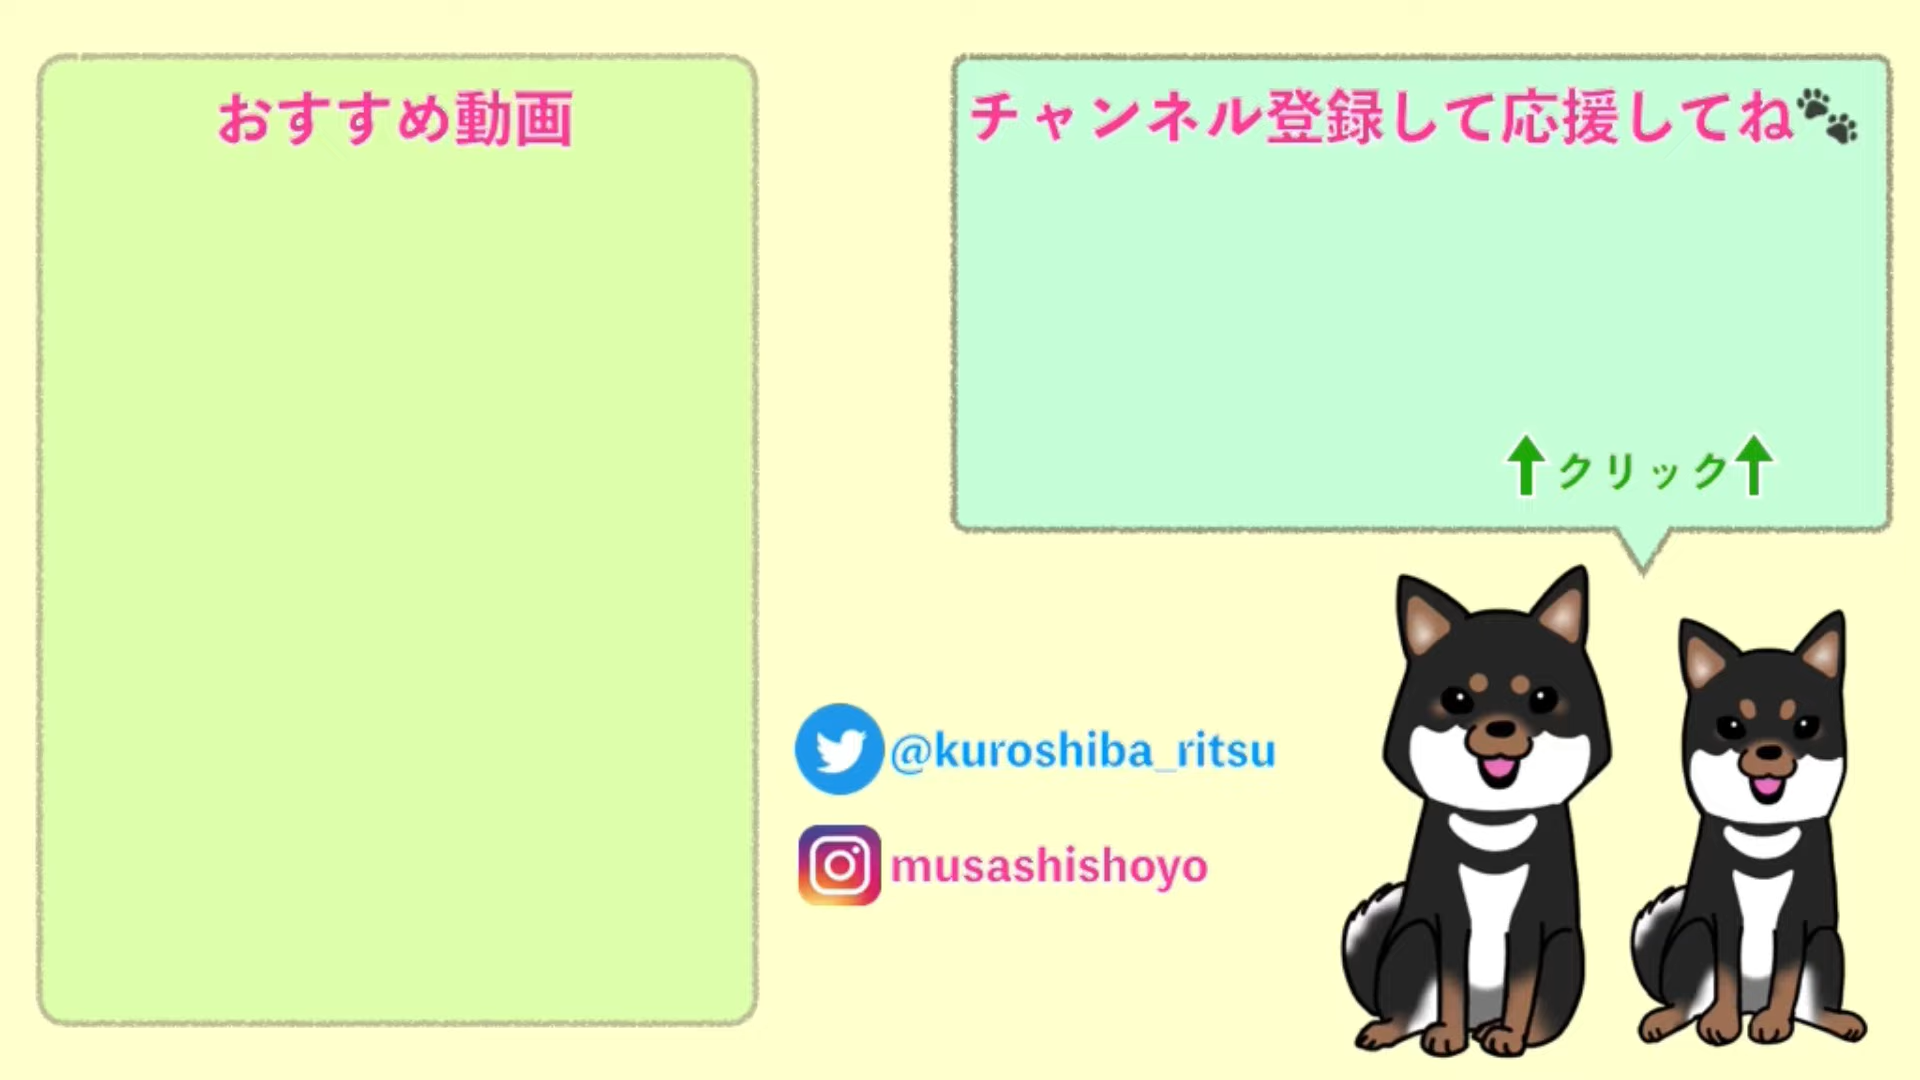 おすすめ動画
チャンネル登録して応援してね🐾
↑クリック↑
@kuroshiba_ritsu
musashishoyo